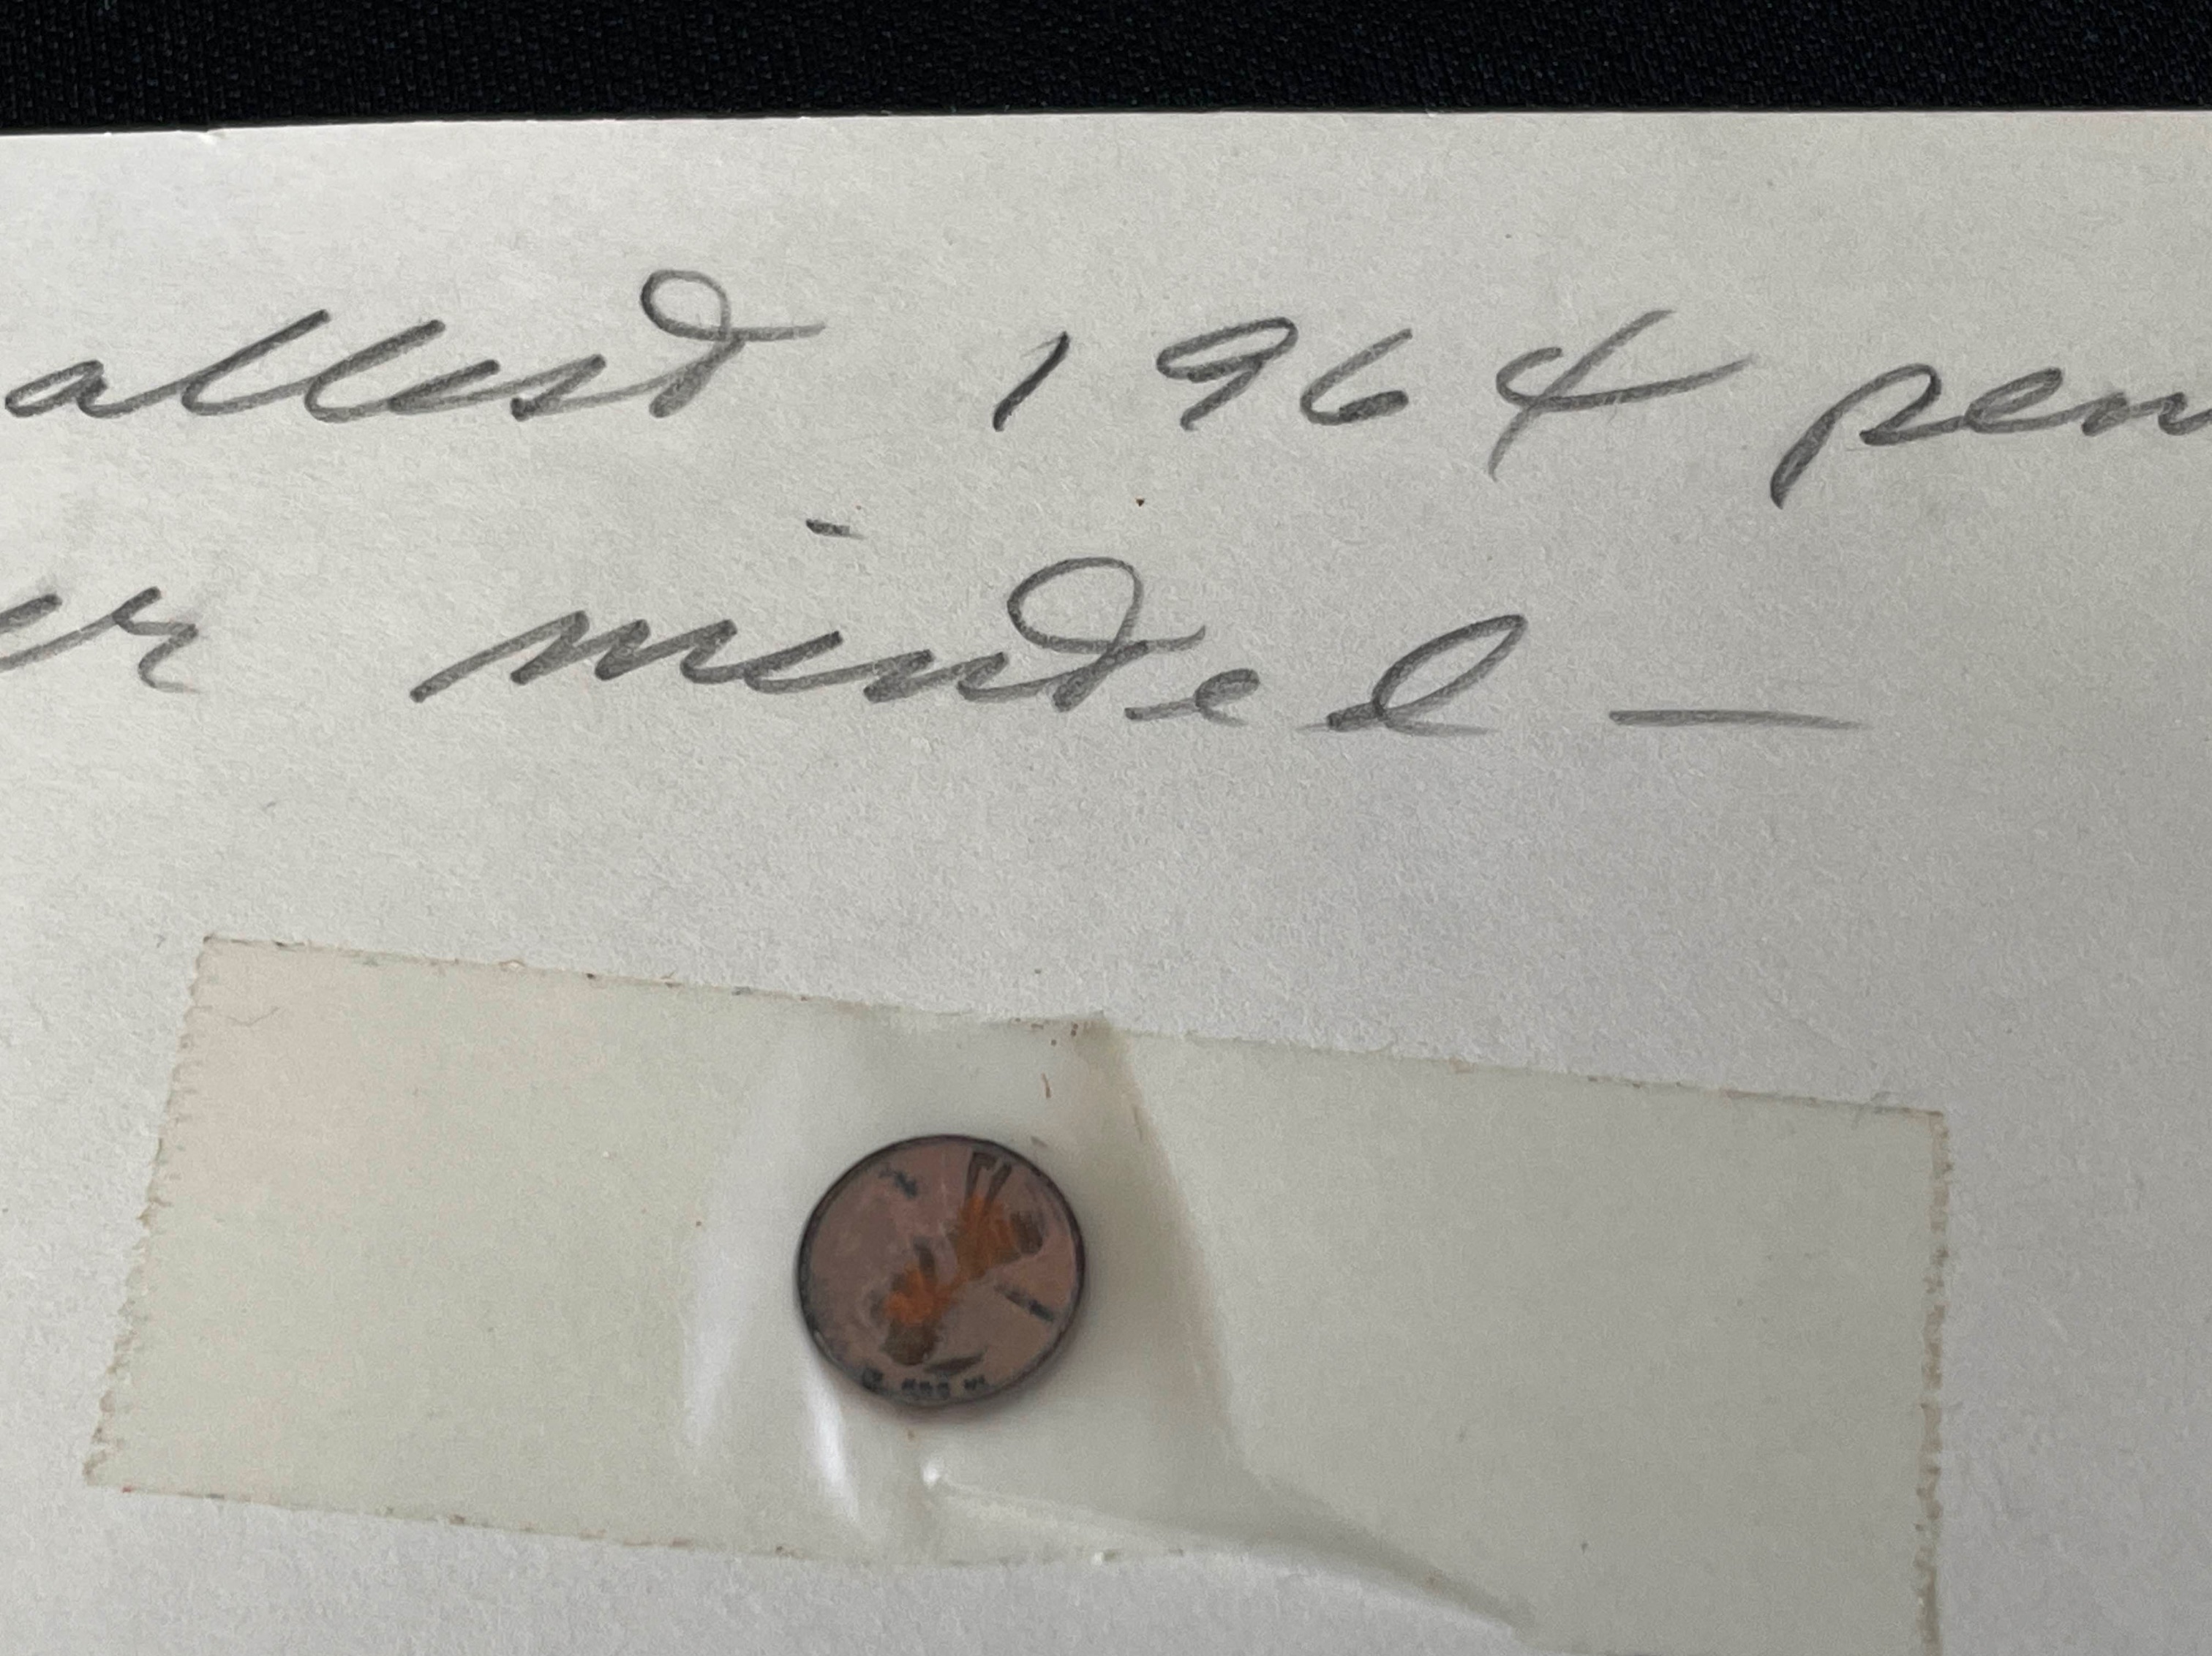 allest 1964 pen
er minted —